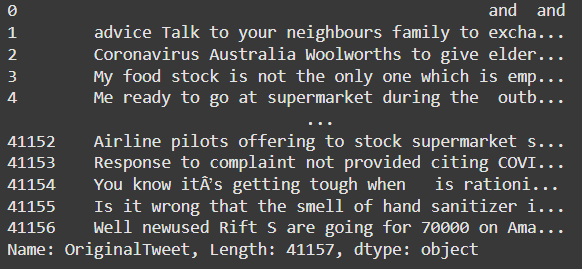 0 and and
1 advice Talk to your neighbours family to excha...
2 Coronavirus Australia Woolworths to give elder...
3 My food stock is not the only one which is emp...
4 Me ready to go at supermarket during the outb...
...
41152 Airline pilots offering to stock supermarket s...
41153 Response to complaint not provided citing COVI...
41154 You know itÂ’s getting tough when is rationi...
41155 Is it wrong that the smell of hand sanitizer i...
41156 Well newused Rift S are going for 70000 on Ama...
Name: OriginalTweet, Length: 41157, dtype: object